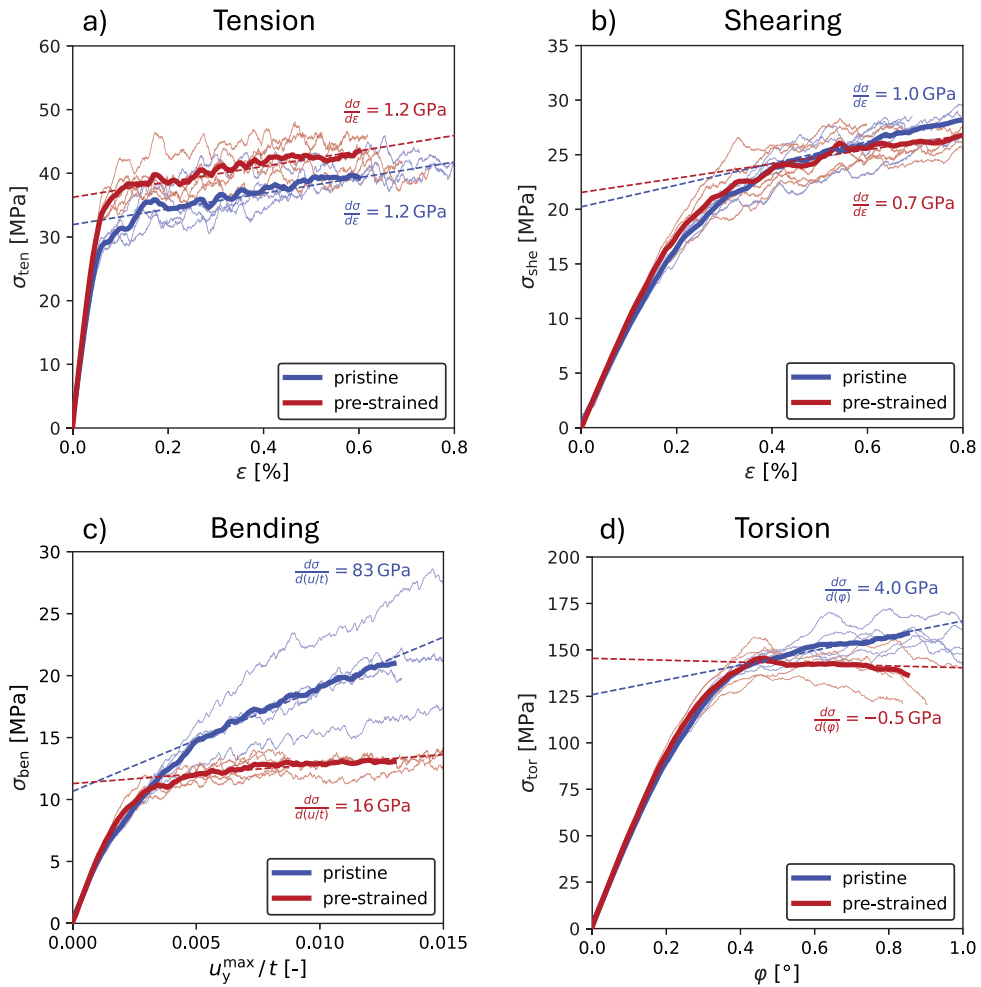 a) Tension
60
50
40
30
20
10
0
σ_ten [MPa]
dσ/dε = 1.2 GPa
dσ/dε = 1.2 GPa
pristine
pre-strained
0.0 0.2 0.4 0.6 0.8
ε [%]
b) Shearing
35
30
25
20
15
10
5
0
σ_she [MPa]
dσ/dε = 1.0 GPa
dσ/dε = 0.7 GPa
pristine
pre-strained
0.0 0.2 0.4 0.6 0.8
ε [%]
c) Bending
30
25
20
15
10
5
0
σ_ben [MPa]
dσ/d(u/t) = 83 GPa
dσ/d(u/t) = 16 GPa
pristine
pre-strained
0.000 0.005 0.010 0.015
u_y^max/t [-]
d) Torsion
200
175
150
125
100
75
50
25
0
σ_tor [MPa]
dσ/d(φ) = 4.0 GPa
dσ/d(φ) = −0.5 GPa
pristine
pre-strained
0.0 0.2 0.4 0.6 0.8 1.0
φ [°]